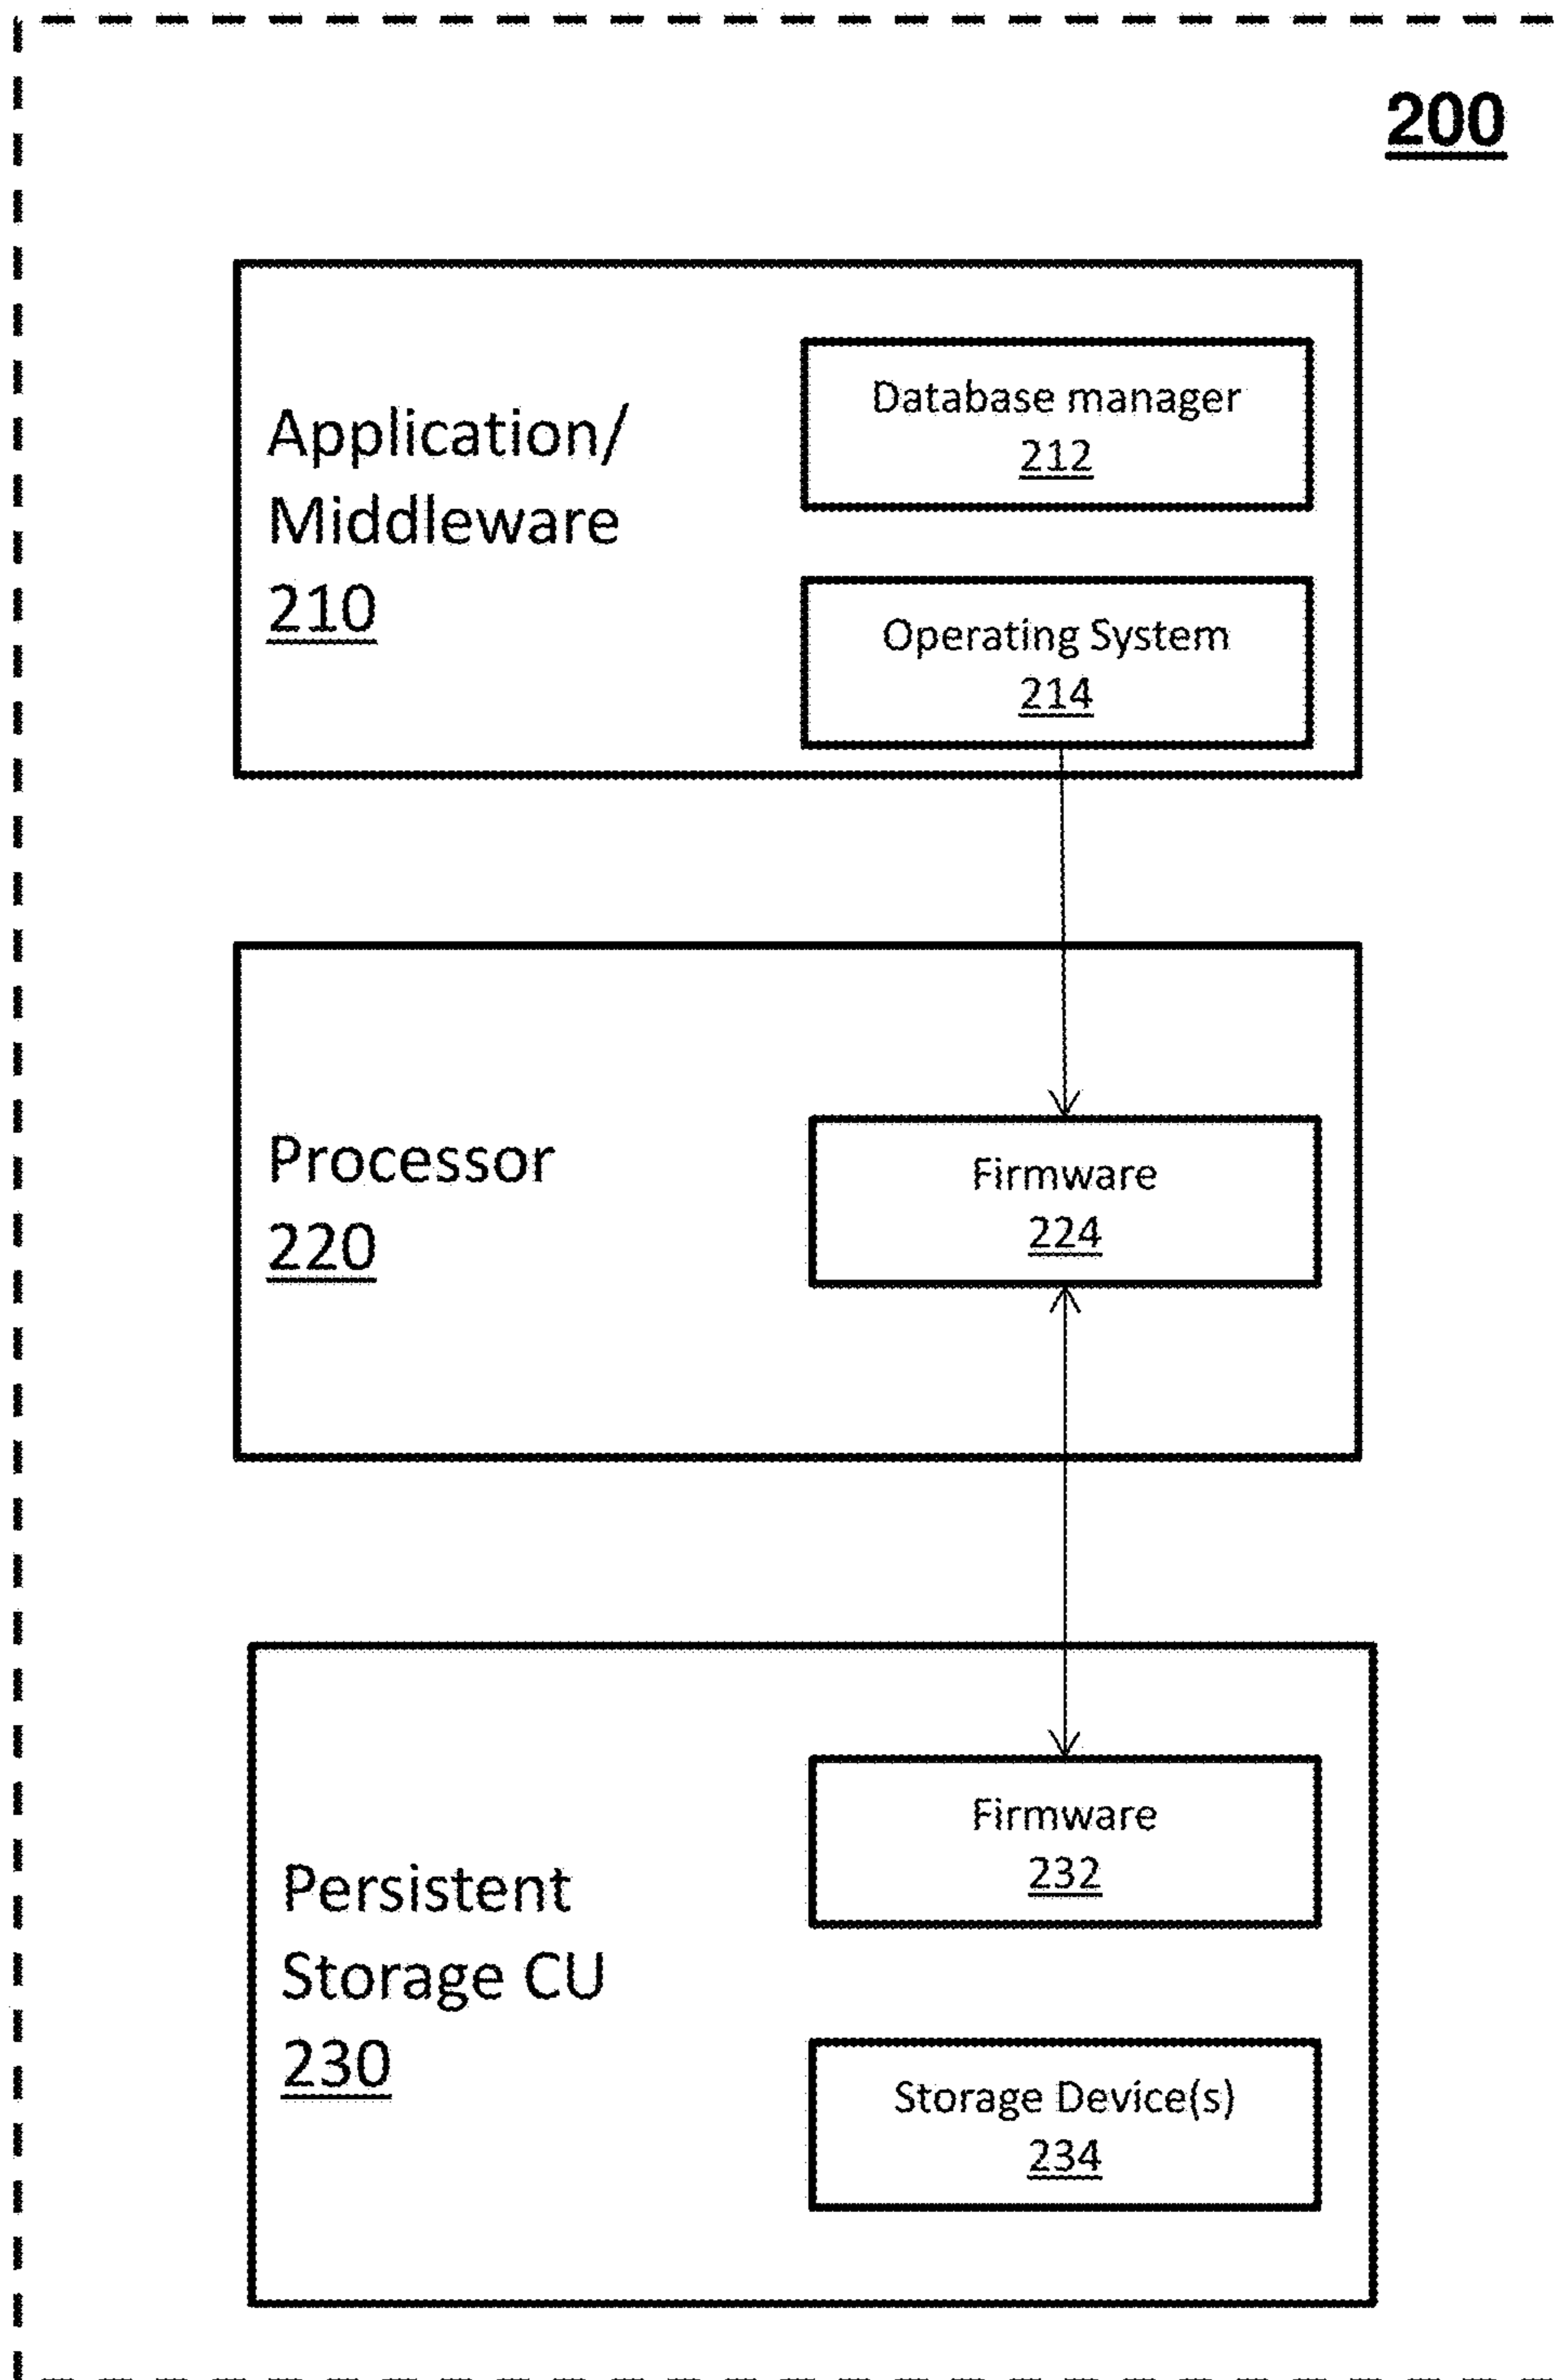 200
Application/
Middleware
210
Database manager
212
Operating System
214
Processor
220
Firmware
224
Persistent
Storage CU
230
Firmware
232
Storage Device(s)
234